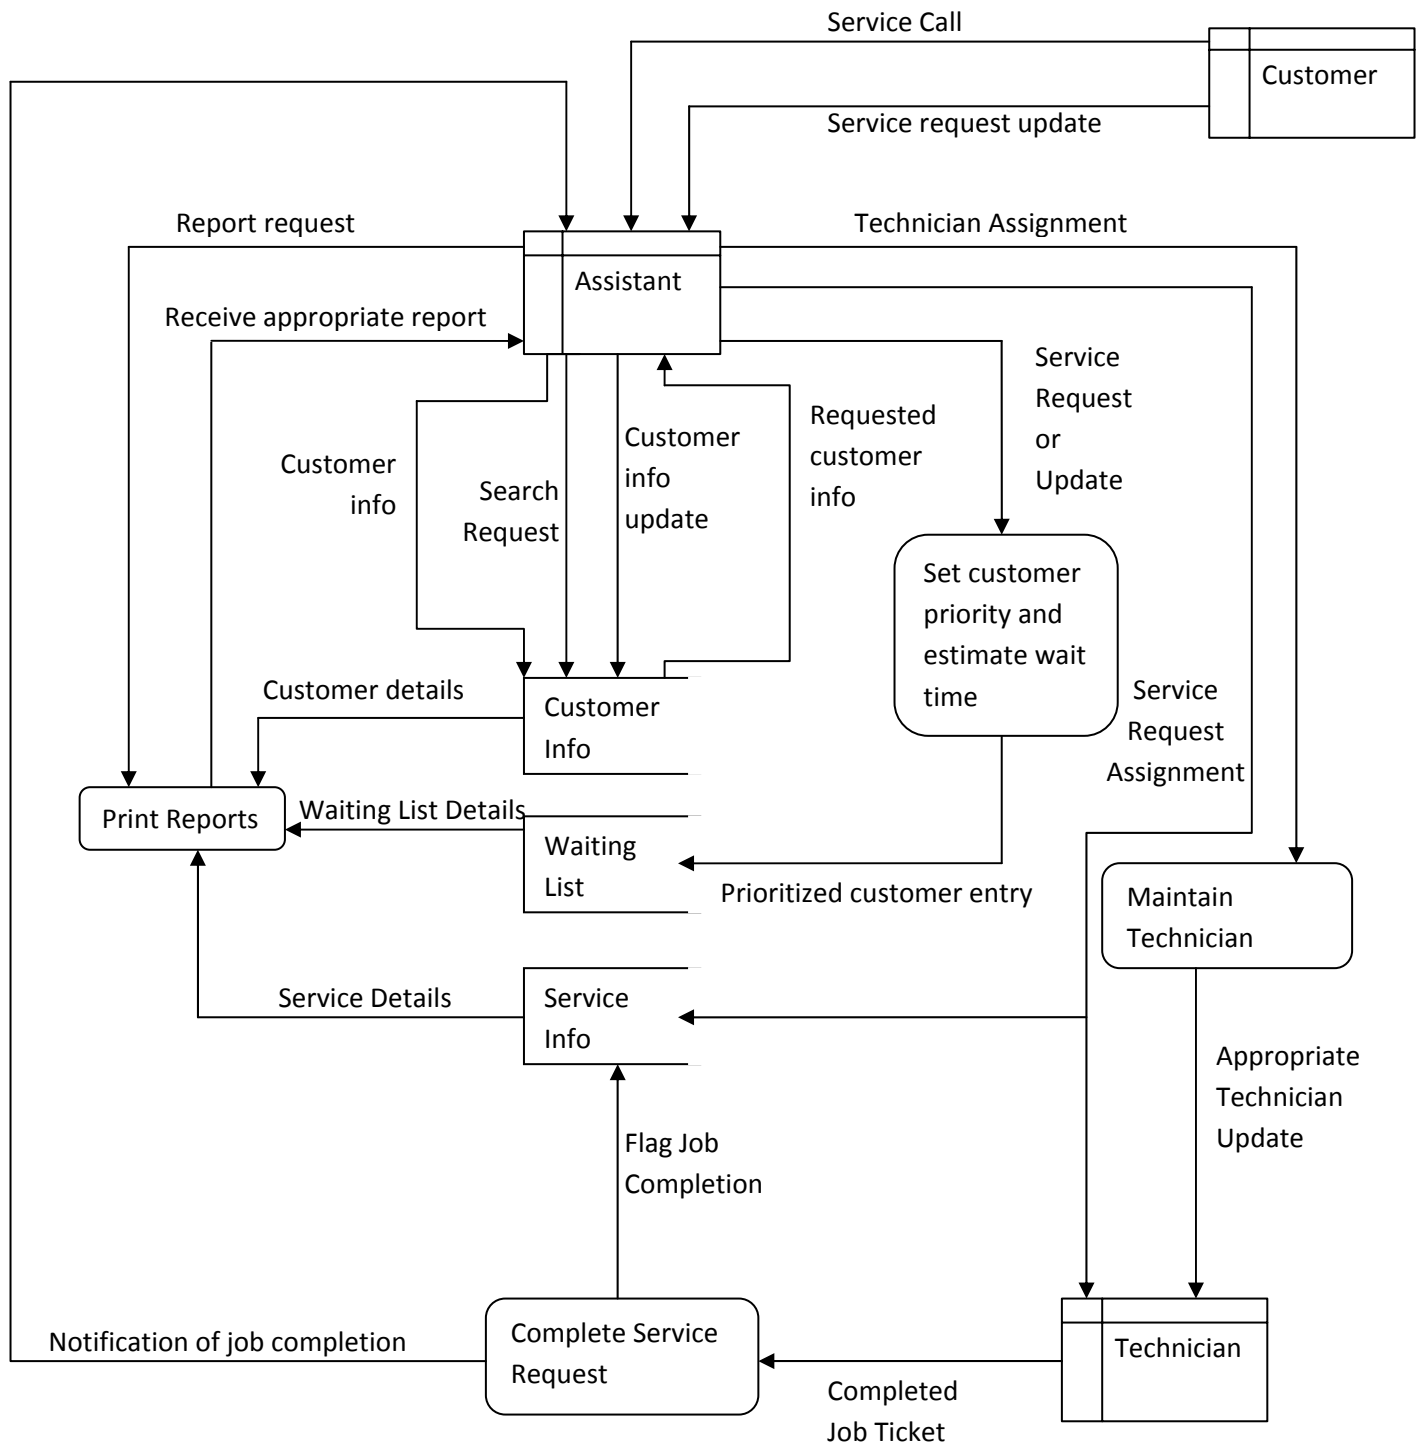 Service Call
Customer
Service request update
Report request
Technician Assignment
Assistant
Receive appropriate report
Service
Request
or
Update
Customer
info
Search
Request
Customer
info
update
Requested
customer
info
Set customer
priority and
estimate wait
time
Customer details
Customer
Info
Service
Request
Assignment
Print Reports
Waiting List Details
Waiting
List
Prioritized customer entry
Maintain
Technician
Service Details
Service
Info
Appropriate
Technician
Update
Flag Job
Completion
Notification of job completion
Complete Service
Request
Technician
Completed
Job Ticket